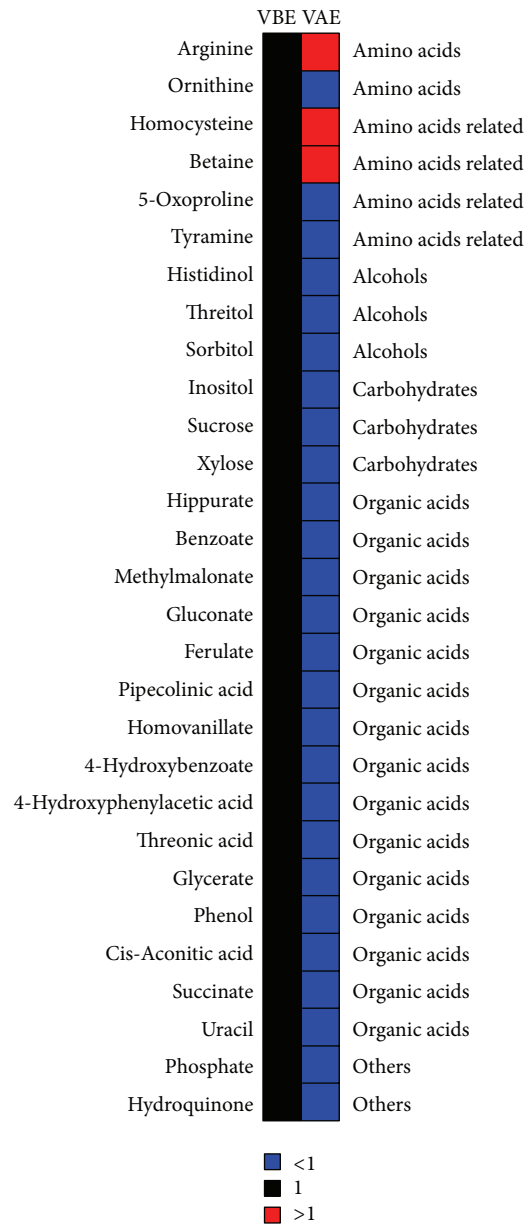 VBE VAE
Arginine Amino acids
Ornithine Amino acids
Homocysteine Amino acids related
Betaine Amino acids related
5-Oxoproline Amino acids related
Tyramine Amino acids related
Histidinol Alcohols
Threitol Alcohols
Sorbitol Alcohols
Inositol Carbohydrates
Sucrose Carbohydrates
Xylose Carbohydrates
Hippurate Organic acids
Benzoate Organic acids
Methylmalonate Organic acids
Gluconate Organic acids
Ferulate Organic acids
Pipecolinic acid Organic acids
Homovanillate Organic acids
4-Hydroxybenzoate Organic acids
4-Hydroxyphenylacetic acid Organic acids
Threonic acid Organic acids
Glycerate Organic acids
Phenol Organic acids
Cis-Aconitic acid Organic acids
Succinate Organic acids
Uracil Organic acids
Phosphate Others
Hydroquinone Others
<1
1
>1